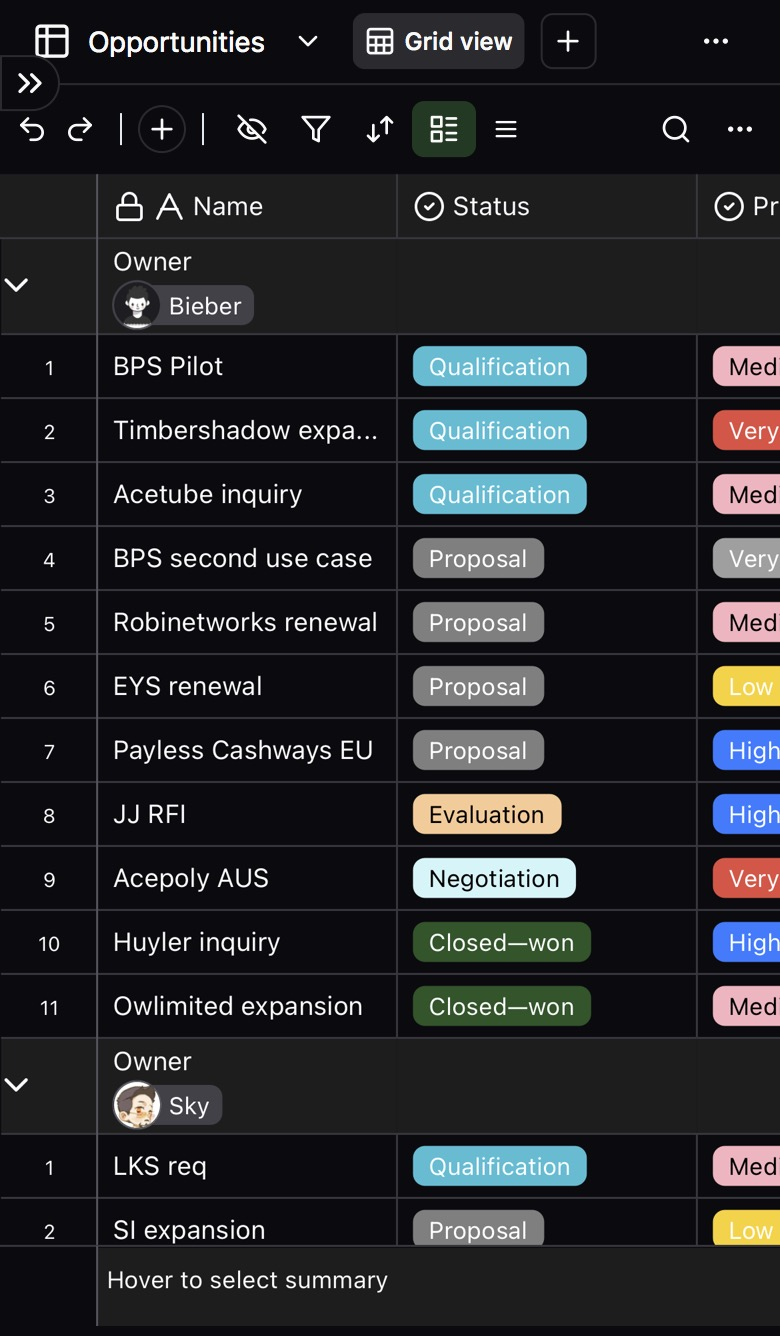 Opportunities Grid view
Name Status Pr
Owner
Bieber
1 BPS Pilot Qualification Med
2 Timbershadow expa... Qualification Very
3 Acetube inquiry Qualification Med
4 BPS second use case Proposal Very
5 Robinetworks renewal Proposal Med
6 EYS renewal Proposal Low
7 Payless Cashways EU Proposal High
8 JJ RFI Evaluation High
9 Acepoly AUS Negotiation Very
10 Huyler inquiry Closed—won High
11 Owlimited expansion Closed—won Med
Owner
Sky
1 LKS req Qualification Med
2 SI expansion Proposal Low
Hover to select summary